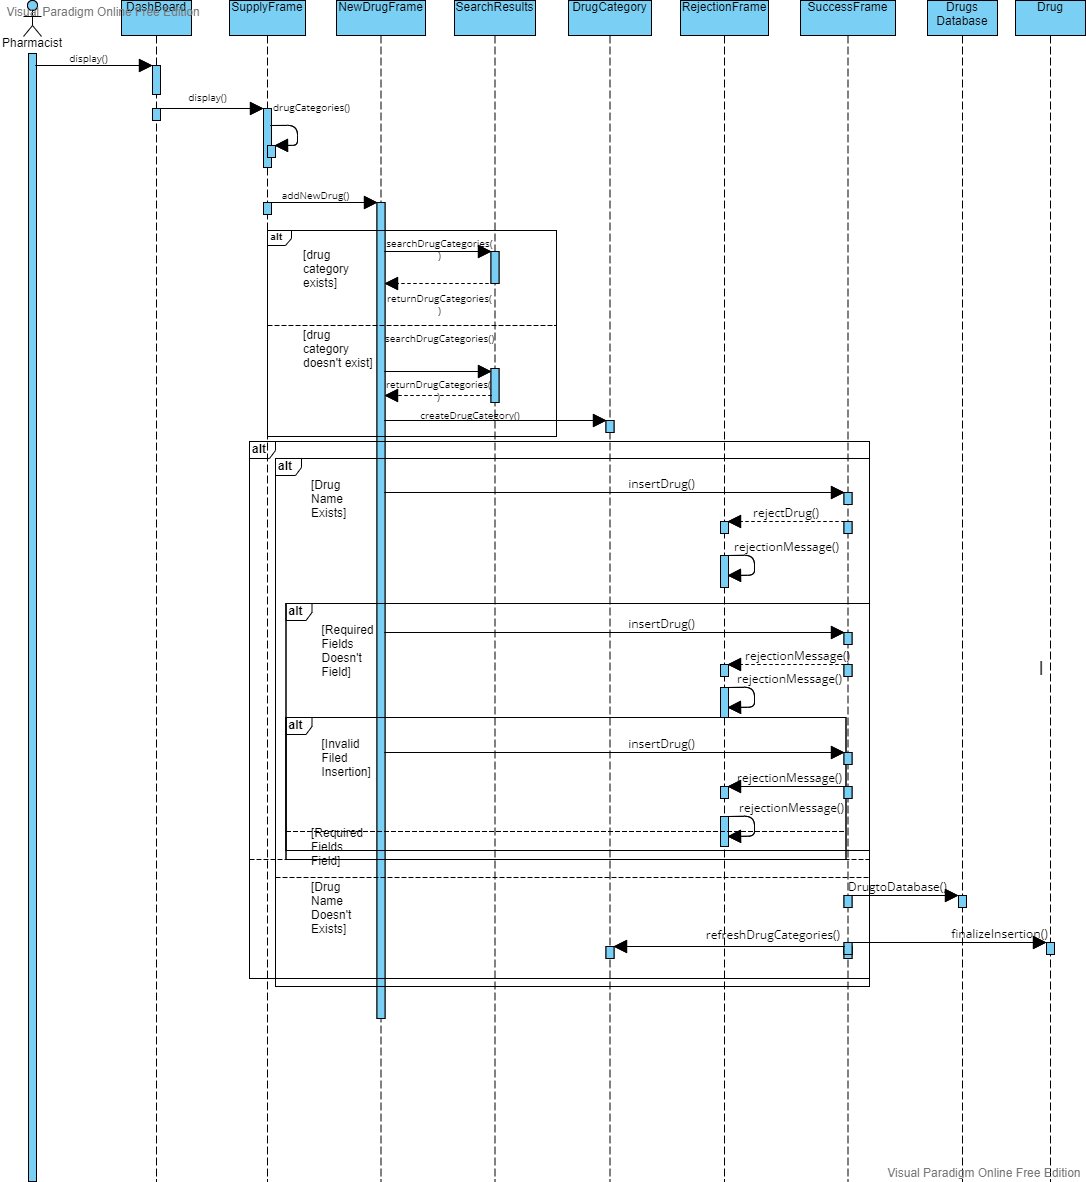 Visual Paradigm Online Free Edition
DashBoard
SupplyFrame
NewDrugFrame
SearchResults
DrugCategory
RejectionFrame
SuccessFrame
Drugs
Database
Drug
Pharmacist
display()
display()
drugCategories()
addNewDrug()
alt
[drug
category
exists]
searchDrugCategories(
)
returnDrugCategories(
)
[drug
category
doesn't exist]
searchDrugCategories()
returnDrugCategories(
)
createDrugCategory()
alt
alt
[Drug
Name
Exists]
insertDrug()
rejectDrug()
rejectionMessage()
alt
[Required
Fields
Doesn't
Field]
insertDrug()
rejectionMessage()
rejectionMessage()
alt
[Invalid
Filed
Insertion]
insertDrug()
rejectionMessage()
rejectionMessage()
[Required
Fields
Field]
[Drug
Name
Doesn't
Exists]
DrugtoDatabase()
refreshDrugCategories()
finalizeInsertion()
Visual Paradigm Online Free Edition